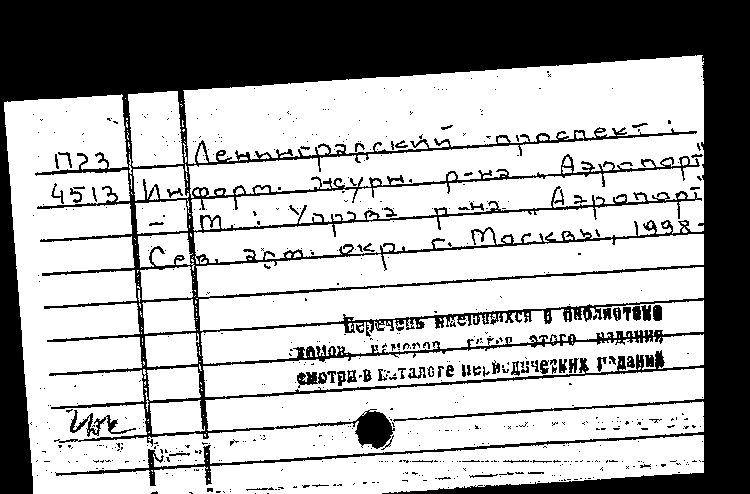 П23 Ленинградский проспект:
4513 Информ. журн. р-на „Аэропорт"
- М.: Управа р-на „Аэропорт"
Сев. адм. окр. г. Москвы, 1998-
Перечень имеющихся в библиотеке
томов, номеров, годов этого издания
смотри в каталоге периодических изданий